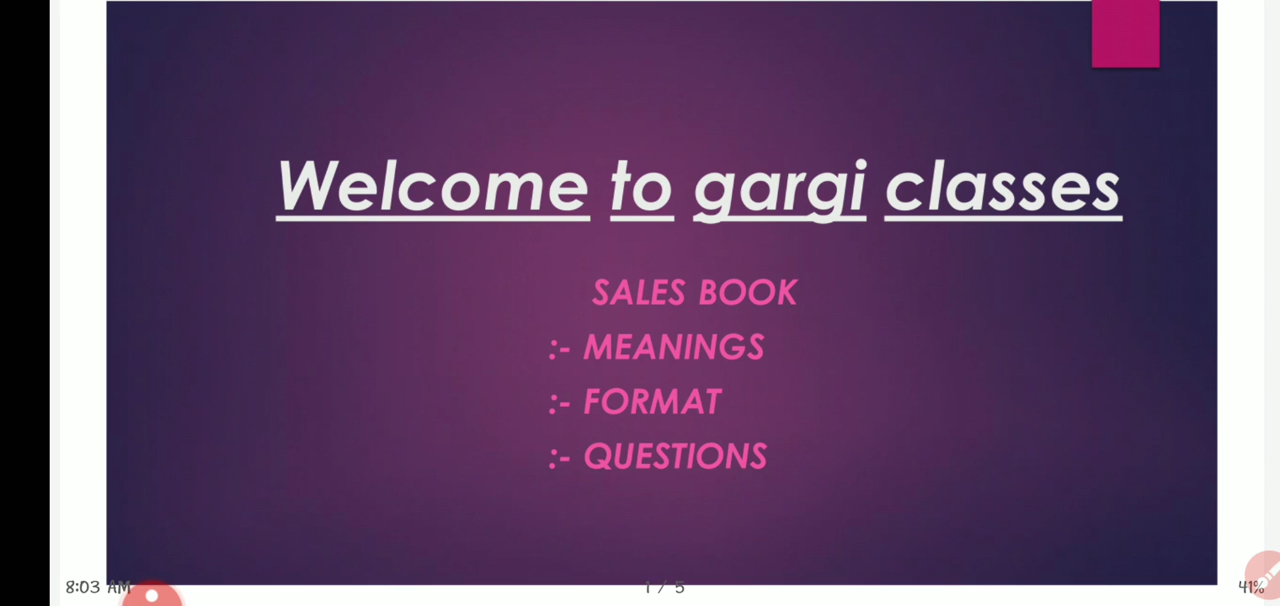 Welcome to gargi classes
SALES BOOK
:- MEANINGS
:- FORMAT
:- QUESTIONS
8:03 AM
1 / 5
41%